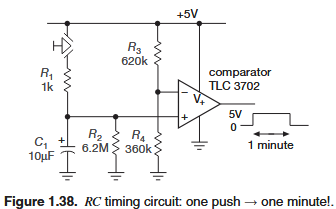 +5V
R3
620k
R1
1k
comparator
TLC 3702
−
V+
+
5V
0
C1
+
10μF
R2
6.2M
R4
360k
1 minute
Figure 1.38. RC timing circuit: one push → one minute!.